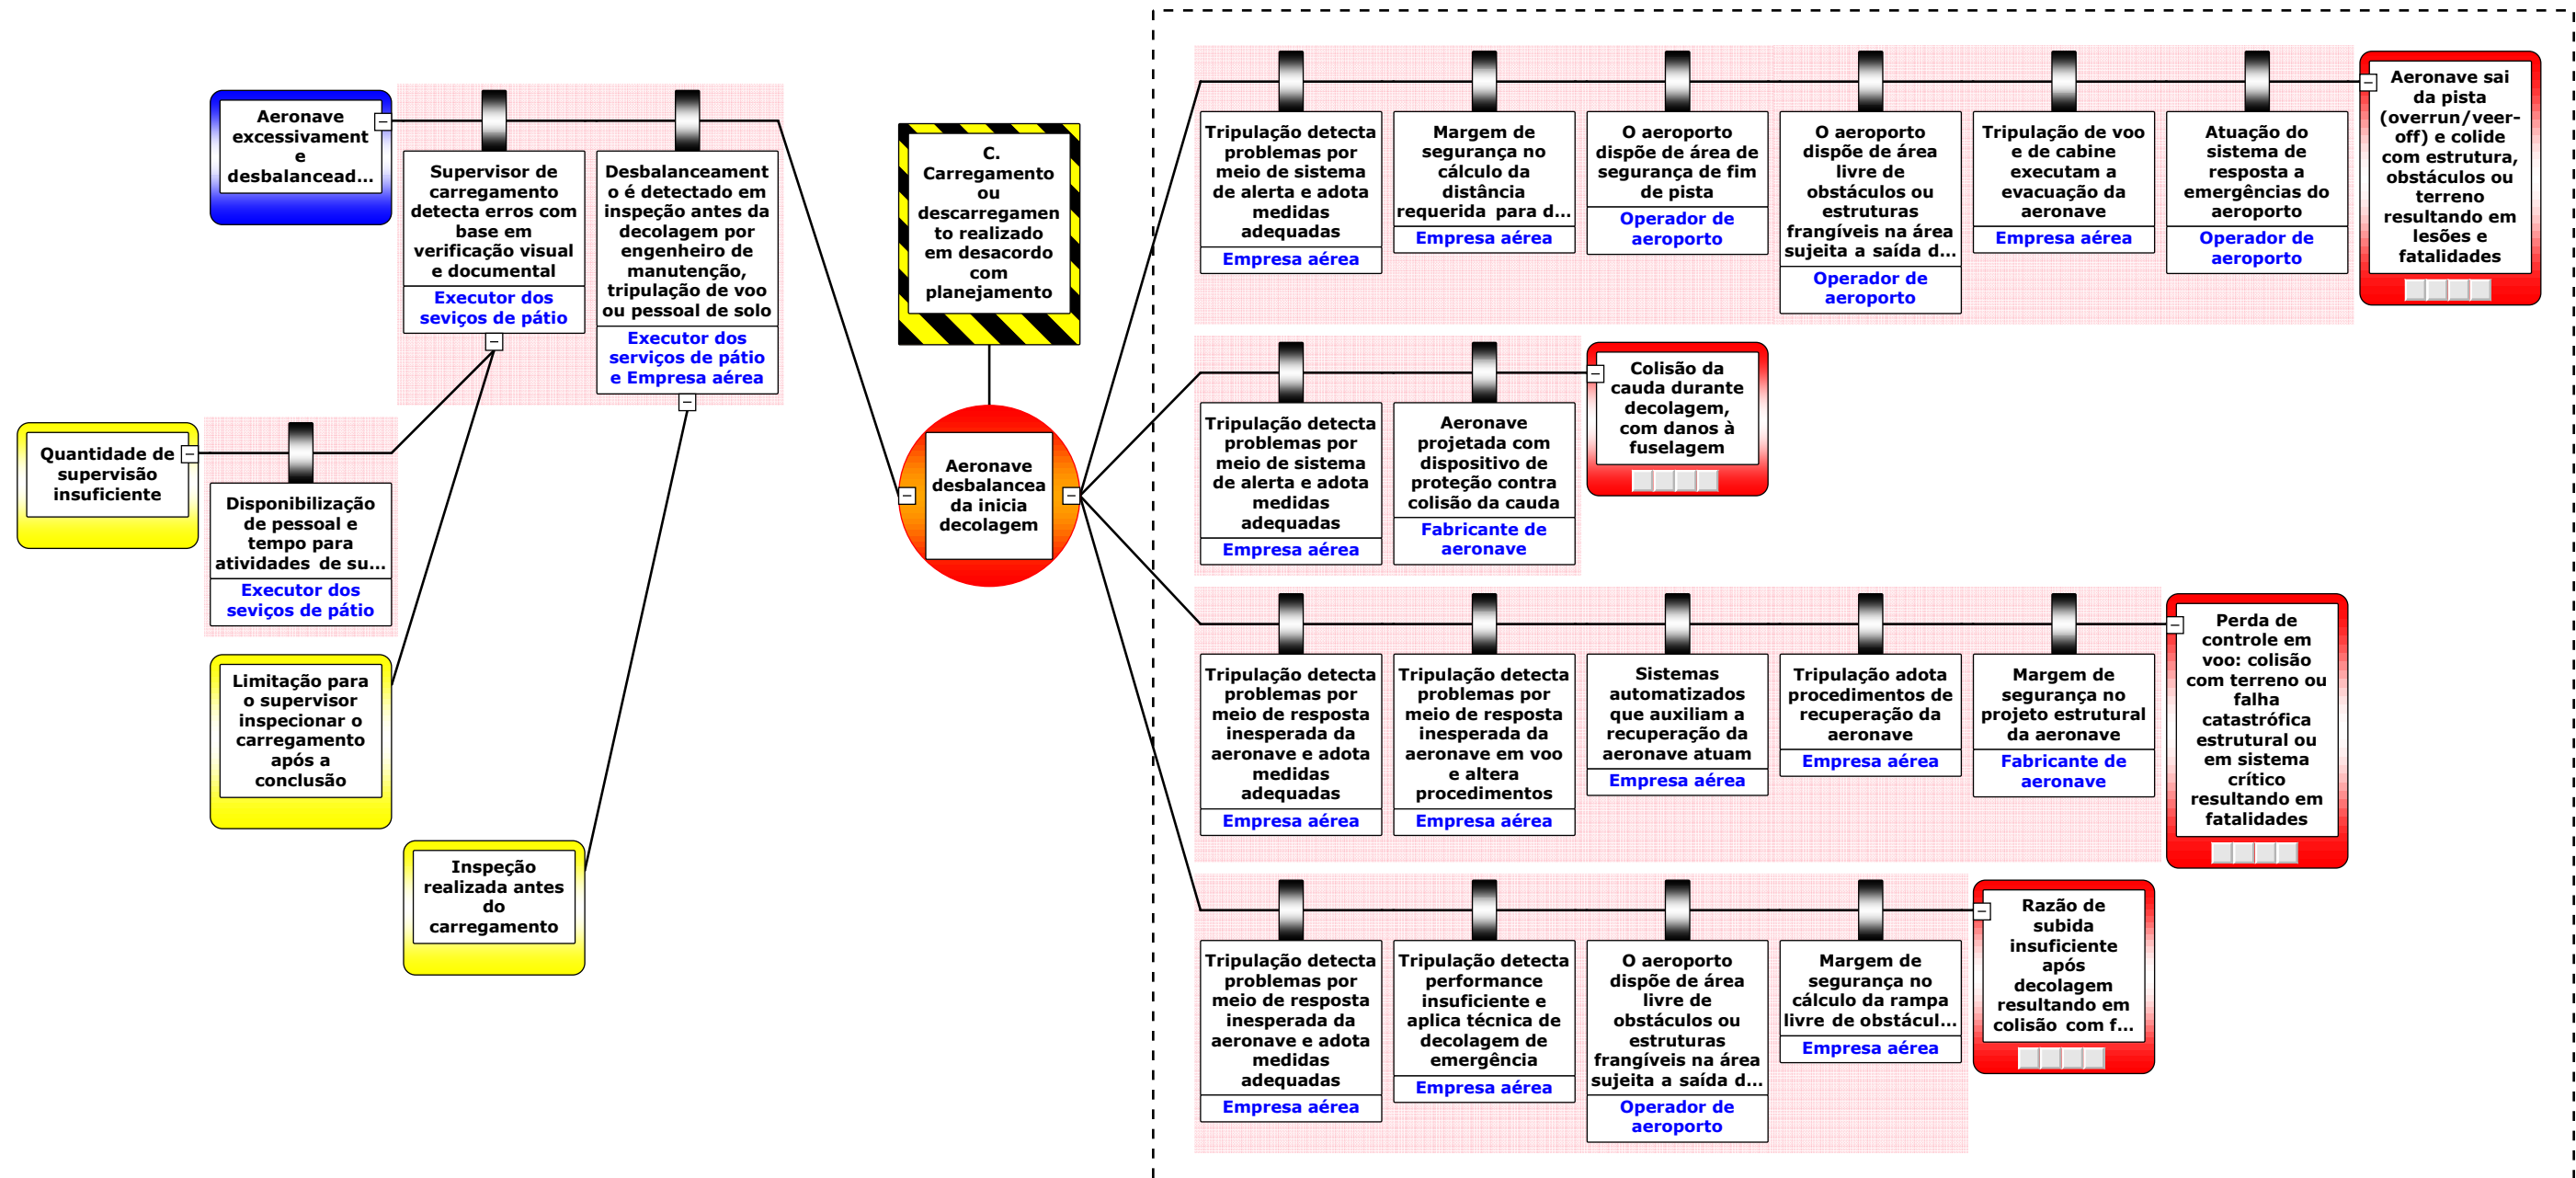 Aeronave
excessivament
e
desbalancead...
Supervisor de
carregamento
detecta erros com
base em
verificação visual
e documental
Executor dos
seviços de pátio
Desbalanceament
o é detectado em
inspeção antes da
decolagem por
engenheiro de
manutenção,
tripulação de voo
ou pessoal de solo
Executor dos
serviços de pátio
e Empresa aérea
Quantidade de
supervisão
insuficiente
Disponibilização
de pessoal e
tempo para
atividades de su...
Executor dos
seviços de pátio
Limitação para
o supervisor
inspecionar o
carregamento
após a
conclusão
Inspeção
realizada antes
do
carregamento
C.
Carregamento
ou
descarregamen
to realizado
em desacordo
com
planejamento
Aeronave
desbalancea
da inicia
decolagem
Tripulação detecta
problemas por
meio de sistema
de alerta e adota
medidas
adequadas
Empresa aérea
Margem de
segurança no
cálculo da
distância
requerida para d...
Empresa aérea
O aeroporto
dispõe de área de
segurança de fim
de pista
Operador de
aeroporto
O aeroporto
dispõe de área
livre de
obstáculos ou
estruturas
frangíveis na área
sujeita a saída d...
Operador de
aeroporto
Tripulação de voo
e de cabine
executam a
evacuação da
aeronave
Empresa aérea
Atuação do
sistema de
resposta a
emergências do
aeroporto
Operador de
aeroporto
Aeronave sai
da pista
(overrun/veer-
off) e colide
com estrutura,
obstáculos ou
terreno
resultando em
lesões e
fatalidades
Tripulação detecta
problemas por
meio de sistema
de alerta e adota
medidas
adequadas
Empresa aérea
Aeronave
projetada com
dispositivo de
proteção contra
colisão da cauda
Fabricante de
aeronave
Colisão da
cauda durante
decolagem,
com danos à
fuselagem
Tripulação detecta
problemas por
meio de resposta
inesperada da
aeronave e adota
medidas
adequadas
Empresa aérea
Tripulação detecta
problemas por
meio de resposta
inesperada da
aeronave em voo
e altera
procedimentos
Empresa aérea
Sistemas
automatizados
que auxiliam a
recuperação da
aeronave atuam
Empresa aérea
Tripulação adota
procedimentos de
recuperação da
aeronave
Empresa aérea
Margem de
segurança no
projeto estrutural
da aeronave
Fabricante de
aeronave
Perda de
controle em
voo: colisão
com terreno ou
falha
catastrófica
estrutural ou
em sistema
crítico
resultando em
fatalidades
Tripulação detecta
problemas por
meio de resposta
inesperada da
aeronave e adota
medidas
adequadas
Empresa aérea
Tripulação detecta
performance
insuficiente e
aplica técnica de
decolagem de
emergência
Empresa aérea
O aeroporto
dispõe de área
livre de
obstáculos ou
estruturas
frangíveis na área
sujeita a saída d...
Operador de
aeroporto
Margem de
segurança no
cálculo da rampa
livre de obstácul...
Empresa aérea
Razão de
subida
insuficiente
após
decolagem
resultando em
colisão com f...